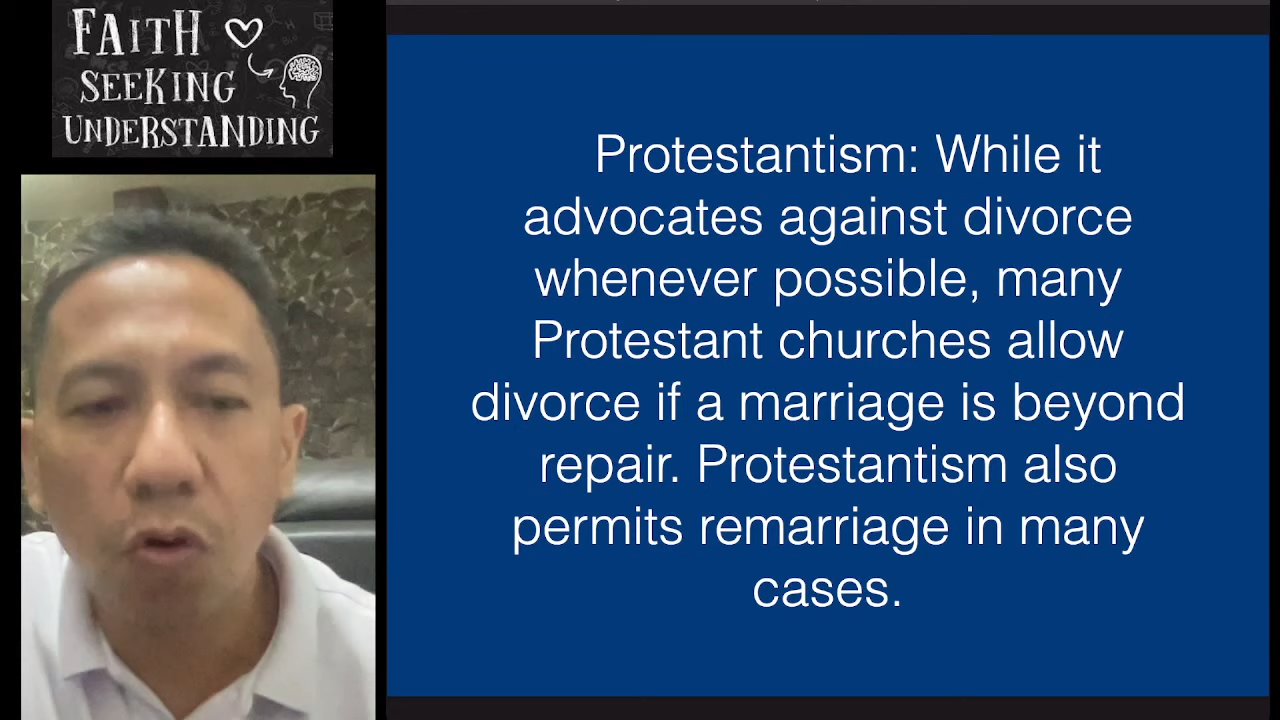 FAITH
SEEKING
UNDERSTANDING
Protestantism: While it
advocates against divorce
whenever possible, many
Protestant churches allow
divorce if a marriage is beyond
repair. Protestantism also
permits remarriage in many
cases.